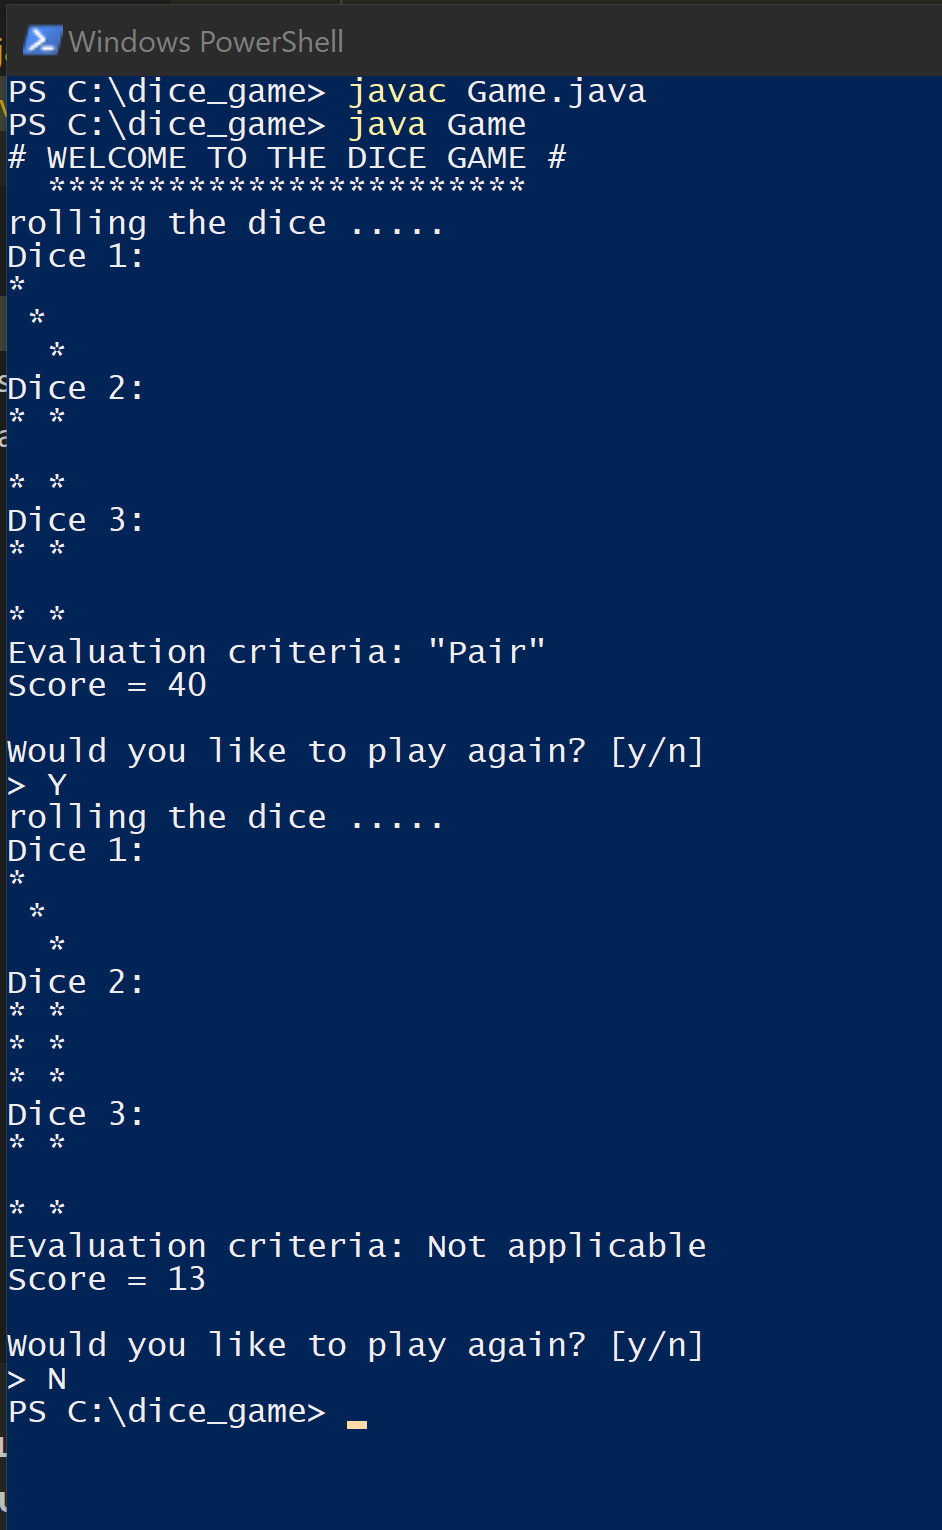 Windows PowerShell
PS C:\dice_game> javac Game.java
PS C:\dice_game> java Game
# WELCOME TO THE DICE GAME #
  ************************
rolling the dice .....
Dice 1:
*
 *
  *
Dice 2:
* *

* *
Dice 3:
* *

* *
Evaluation criteria: "Pair"
Score = 40

Would you like to play again? [y/n]
> Y
rolling the dice .....
Dice 1:
*
 *
  *
Dice 2:
* *
* *
* *
Dice 3:
* *

* *
Evaluation criteria: Not applicable
Score = 13

Would you like to play again? [y/n]
> N
PS C:\dice_game>